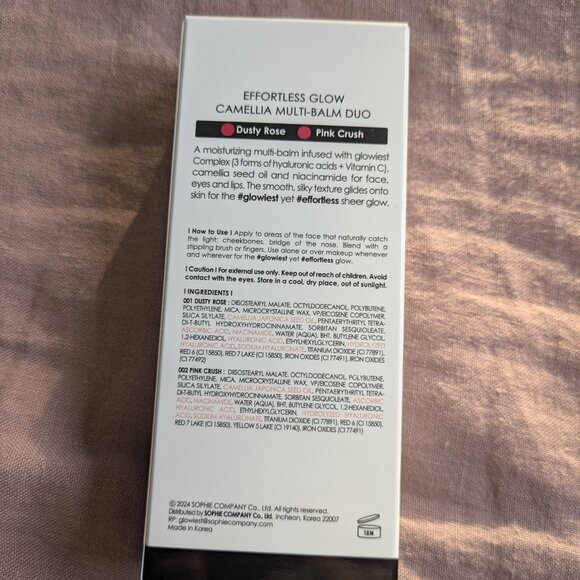 EFFORTLESS GLOW
CAMELLIA MULTI-BALM DUO
Dusty Rose Pink Crush
A moisturizing multi-balm infused with glowiest
Complex (3 forms of hyaluronic acids + Vitamin C),
camellia seed oil and niacinamide for face,
eyes and lips. The smooth, silky texture glides onto
skin for the #glowiest yet #effortless sheer glow.
I How to Use I Apply to areas of the face that naturally catch
the light: cheekbones, bridge of the nose. Blend with a
stippling brush or fingers. Use alone or over makeup whenever
and wherever for the #glowiest yet #effortless glow.
I Caution I For external use only. Keep out of reach of children. Avoid
contact with the eyes. Store in a cool, dry place, out of sunlight.
I INGREDIENTS I
001 DUSTY ROSE : DIISOSTEARYL MALATE, OCTYLDODECANOL, POLYBUTENE,
POLYETHYLENE, MICA, MICROCRYSTALLINE WAX, VP/EICOSENE COPOLYMER,
SILICA SILYLATE, CAMELLIA JAPONICA SEED OIL, PENTAERYTHRITYL TETRA-
DI-T-BUTYL HYDROXYHYDROCINNAMATE, SORBITAN SESQUIOLEATE,
ASCORBIC ACID, NIACINAMIDE, WATER (AQUA), BHT, BUTYLENE GLYCOL,
1,2-HEXANEDIOL, HYALURONIC ACID, ETHYLHEXYLGLYCERIN, HYDROLYZED
HYALURONIC ACID, SODIUM HYALURONATE, TITANIUM DIOXIDE (CI 77891),
RED 6 (CI 15850), RED 7 LAKE (CI 15850), IRON OXIDES (CI 77491), IRON OXIDES
(CI 77492)
002 PINK CRUSH : DIISOSTEARYL MALATE, OCTYLDODECANOL, POLYBUTENE,
POLYETHYLENE, MICA, MICROCRYSTALLINE WAX, VP/EICOSENE COPOLYMER,
SILICA SILYLATE, CAMELLIA JAPONICA SEED OIL, PENTAERYTHRITYL TETRA-
DI-T-BUTYL HYDROXYHYDROCINNAMATE, SORBITAN SESQUIOLEATE, ASCORBIC
ACID, NIACINAMIDE, WATER (AQUA), BHT, BUTYLENE GLYCOL, 1,2-HEXANEDIOL,
HYALURONIC ACID, ETHYLHEXYLGLYCERIN, HYDROLYZED HYALURONIC
ACID, SODIUM HYALURONATE, TITANIUM DIOXIDE (CI 77891), RED 6 (CI 15850),
RED 7 LAKE (CI 15850), YELLOW 5 LAKE (CI 19140), IRON OXIDES (CI 77491)
© 2024 SOPHIE COMPANY Co., Ltd. All rights reserved.
Distributed by SOPHIE COMPANY Co., Ltd. Incheon, Korea 22007
RP: glowiest@sophiecompany.com
Made in Korea
18M